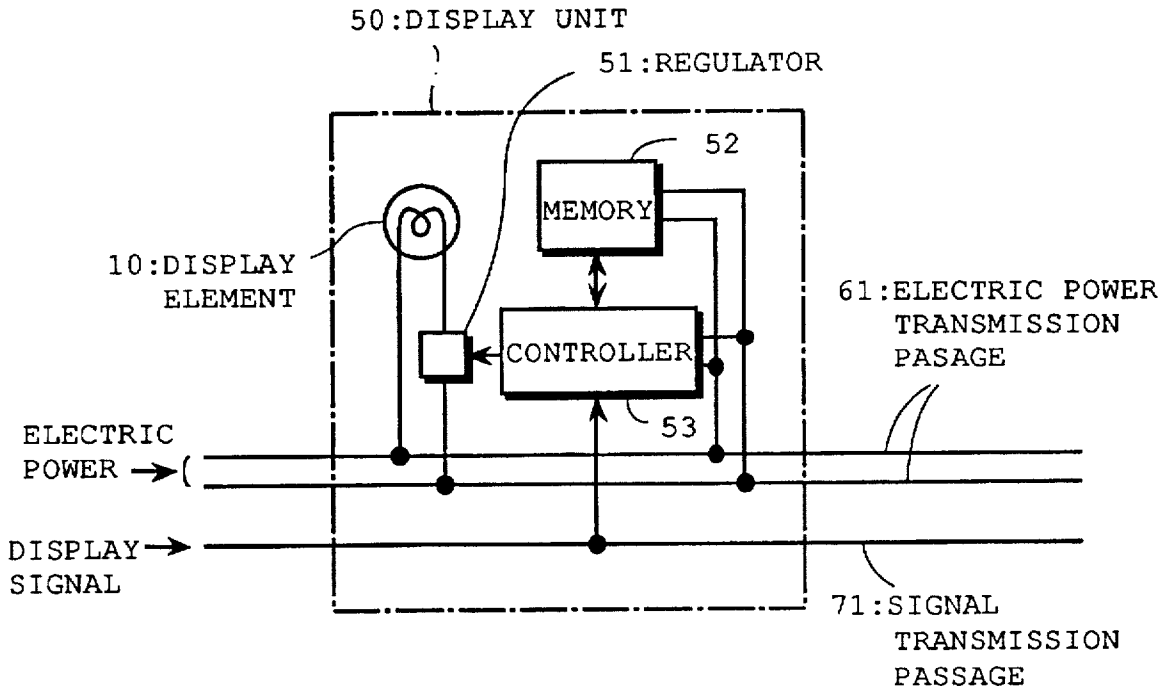 50:DISPLAY UNIT
51:REGULATOR
52
MEMORY
10:DISPLAY
ELEMENT
61:ELECTRIC POWER
TRANSMISSION
PASAGE
CONTROLLER
53
ELECTRIC
POWER
DISPLAY
SIGNAL
71:SIGNAL
TRANSMISSION
PASSAGE